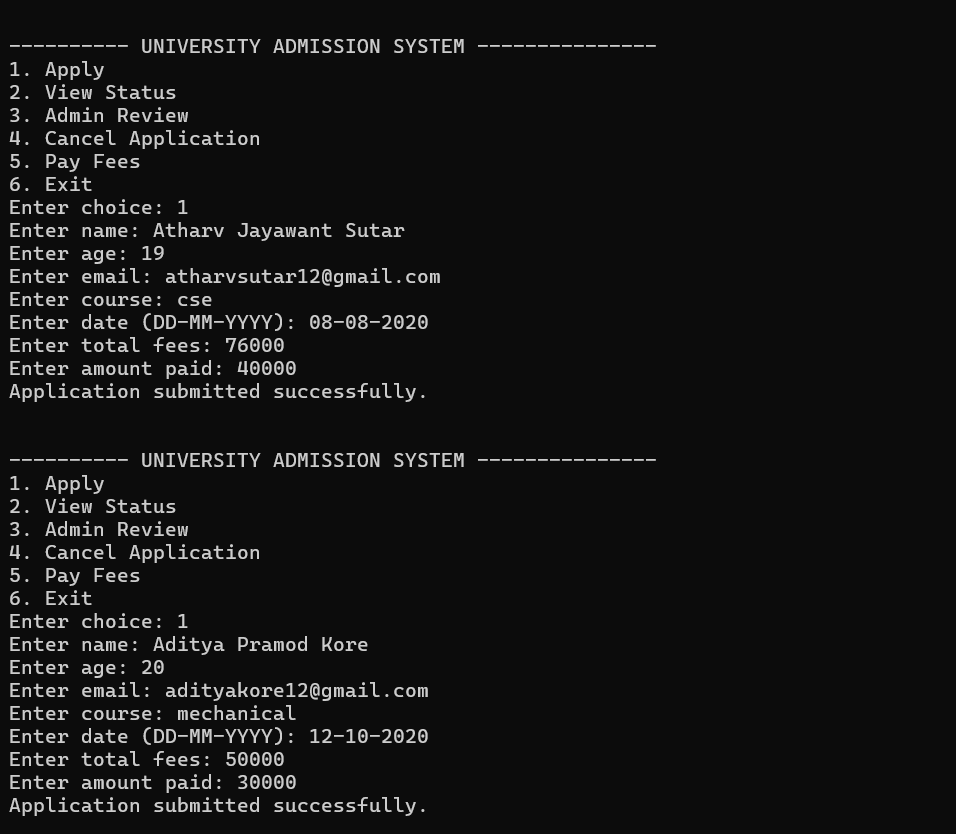 ---------- UNIVERSITY ADMISSION SYSTEM ---------------
1. Apply
2. View Status
3. Admin Review
4. Cancel Application
5. Pay Fees
6. Exit
Enter choice: 1
Enter name: Atharv Jayawant Sutar
Enter age: 19
Enter email: atharvsutar12@gmail.com
Enter course: cse
Enter date (DD-MM-YYYY): 08-08-2020
Enter total fees: 76000
Enter amount paid: 40000
Application submitted successfully.
---------- UNIVERSITY ADMISSION SYSTEM ---------------
1. Apply
2. View Status
3. Admin Review
4. Cancel Application
5. Pay Fees
6. Exit
Enter choice: 1
Enter name: Aditya Pramod Kore
Enter age: 20
Enter email: adityakore12@gmail.com
Enter course: mechanical
Enter date (DD-MM-YYYY): 12-10-2020
Enter total fees: 50000
Enter amount paid: 30000
Application submitted successfully.